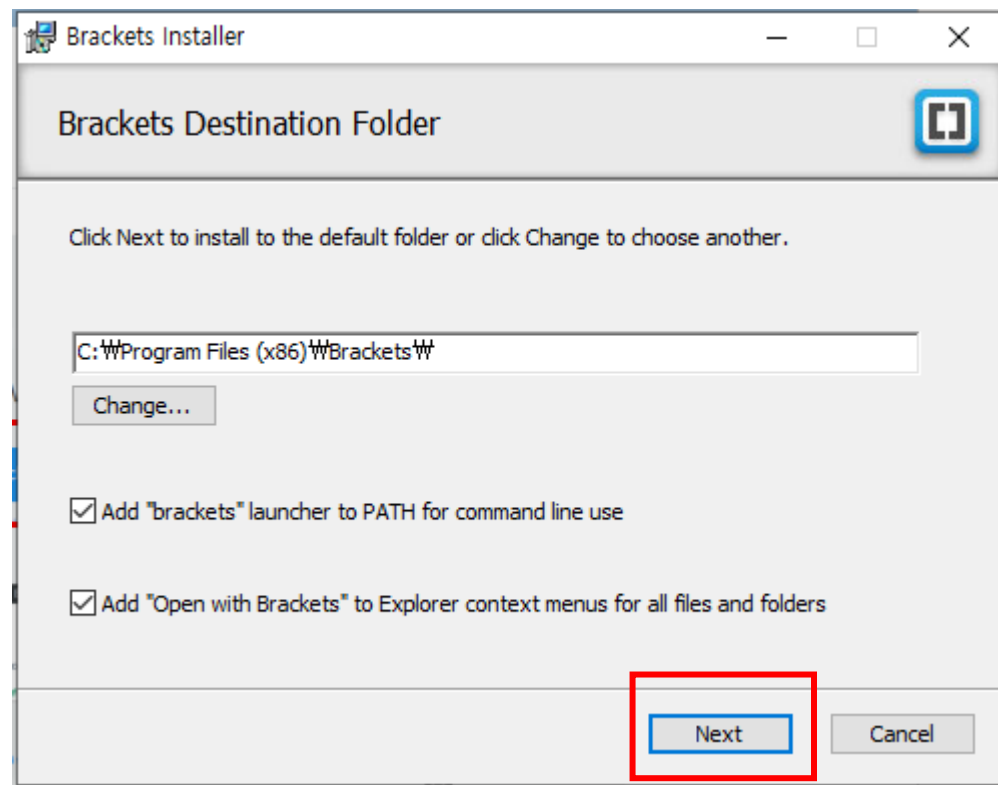 Brackets Installer
Brackets Destination Folder
Click Next to install to the default folder or click Change to choose another.
C:₩Program Files (x86)₩Brackets₩
Change...
Add "brackets" launcher to PATH for command line use
Add "Open with Brackets" to Explorer context menus for all files and folders
Next
Cancel